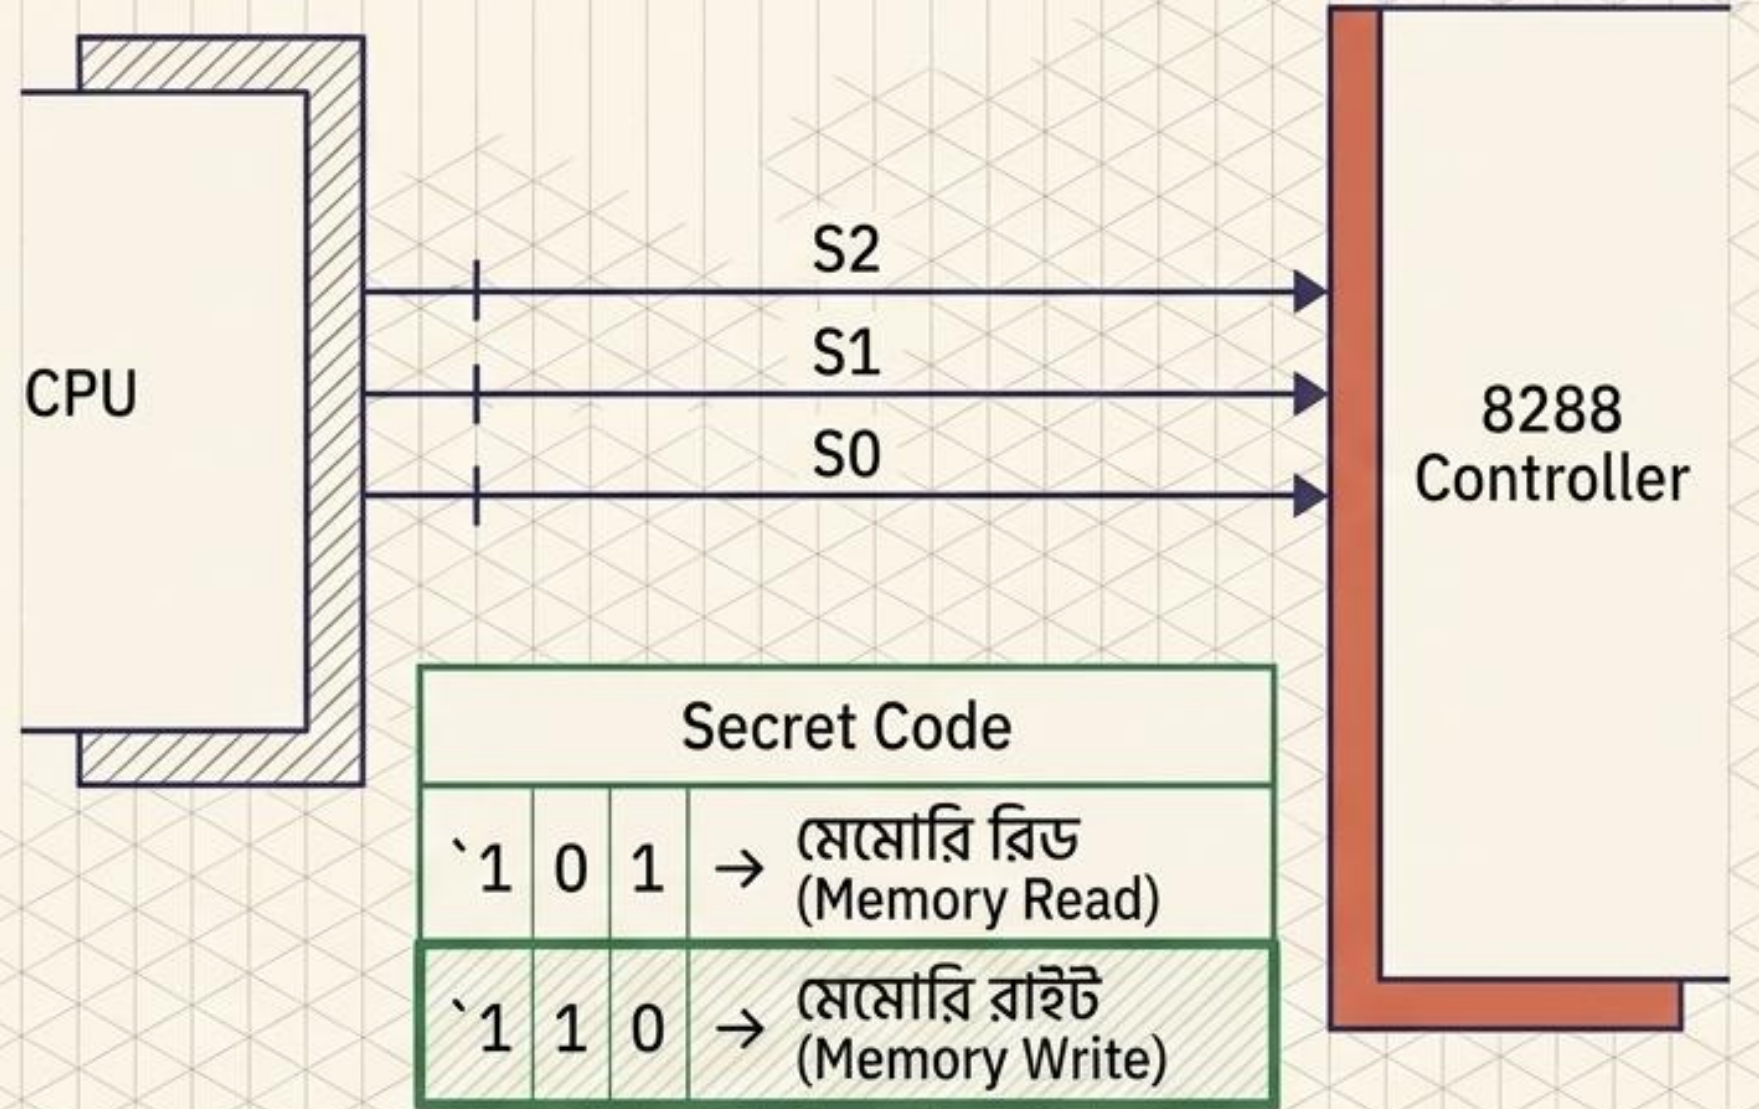 S2
S1
CPU
S0
8288
Controller
Secret Code
`1 0 1 → মেমোরি রিড
(Memory Read)
`1 1 0 → মেমোরি রাইট
(Memory Write)